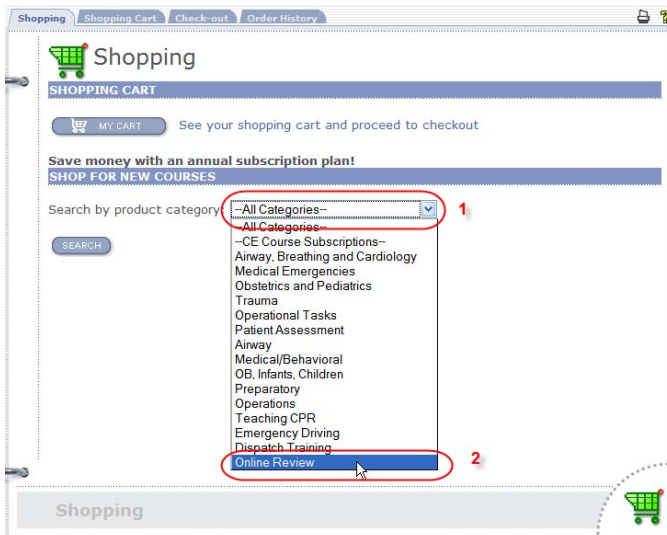 Shopping Shopping Cart Check-out Order History
Shopping
SHOPPING CART
MY CART See your shopping cart and proceed to checkout
Save money with an annual subscription plan!
SHOP FOR NEW COURSES
Search by product category: --All Categories-- 1
SEARCH
--All Categories--
--CE Course Subscriptions--
Airway, Breathing and Cardiology
Medical Emergencies
Obstetrics and Pediatrics
Trauma
Operational Tasks
Patient Assessment
Airway
Medical/Behavioral
OB, Infants, Children
Preparatory
Operations
Teaching CPR
Emergency Driving
Dispatch Training
Online Review 2
Shopping